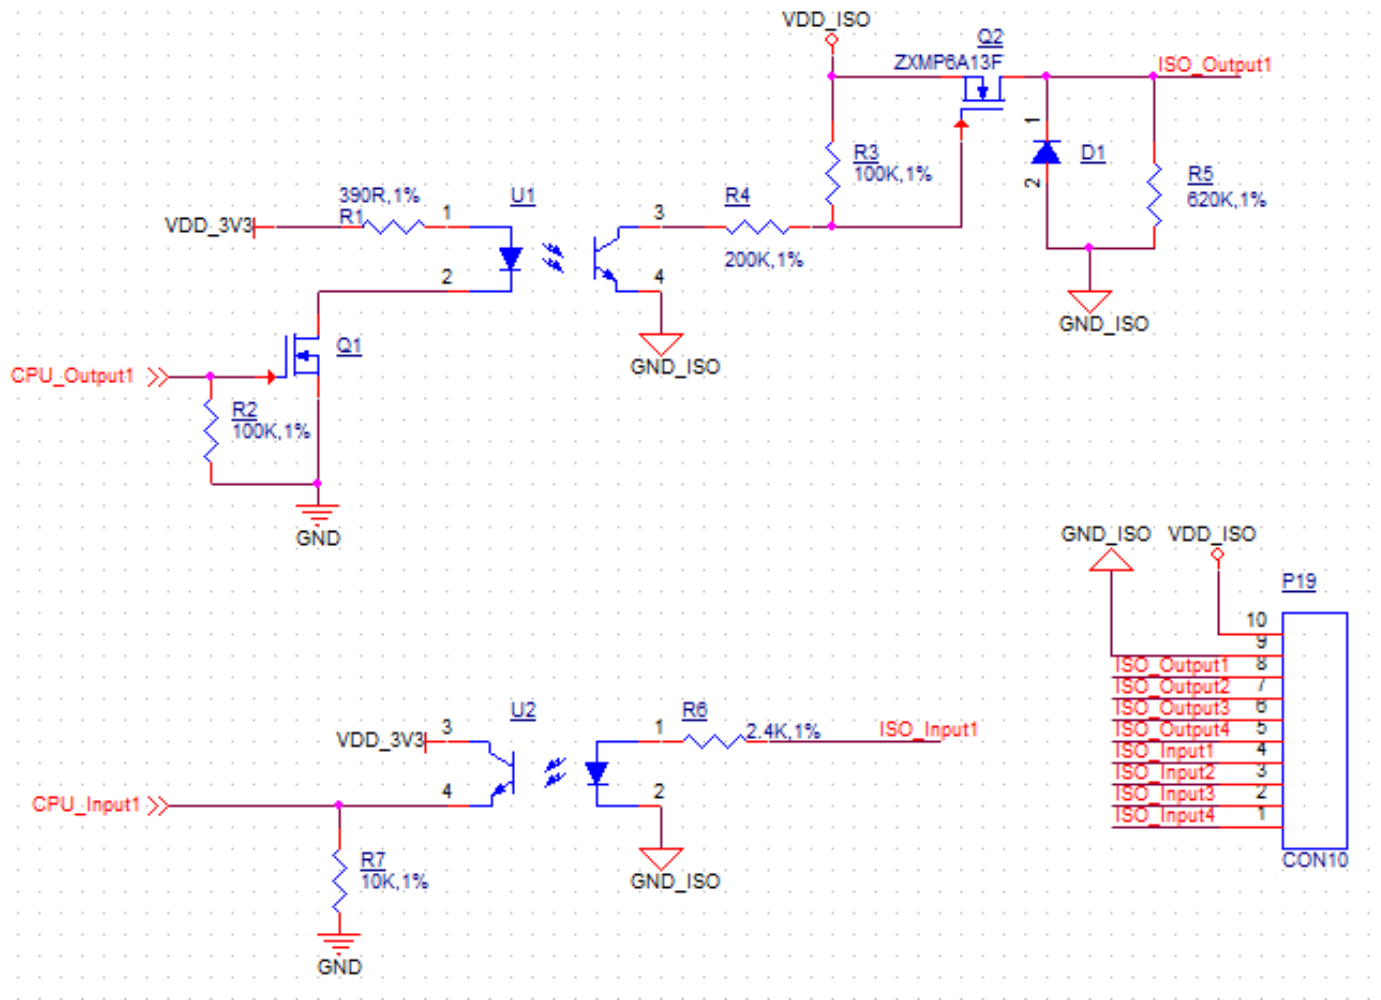 VDD_ISO
Q2
ZXMP6A13F
ISO_Output1
1
D1
2
R3
100K,1%
R5
620K,1%
390R,1%
R1
VDD_3V3
1
U1
3
R4
200K,1%
2
4
GND_ISO
GND_ISO
Q1
CPU_Output1
R2
100K,1%
GND
GND_ISO
VDD_ISO
P19
10
9
ISO_Output1 8
ISO_Output2 7
ISO_Output3 6
ISO_Output4 5
ISO_Input1 4
ISO_Input2 3
ISO_Input3 2
ISO_Input4 1
CON10
U2
VDD_3V3
3
1
R6
2.4K,1%
ISO_Input1
CPU_Input1
4
2
GND_ISO
R7
10K,1%
GND